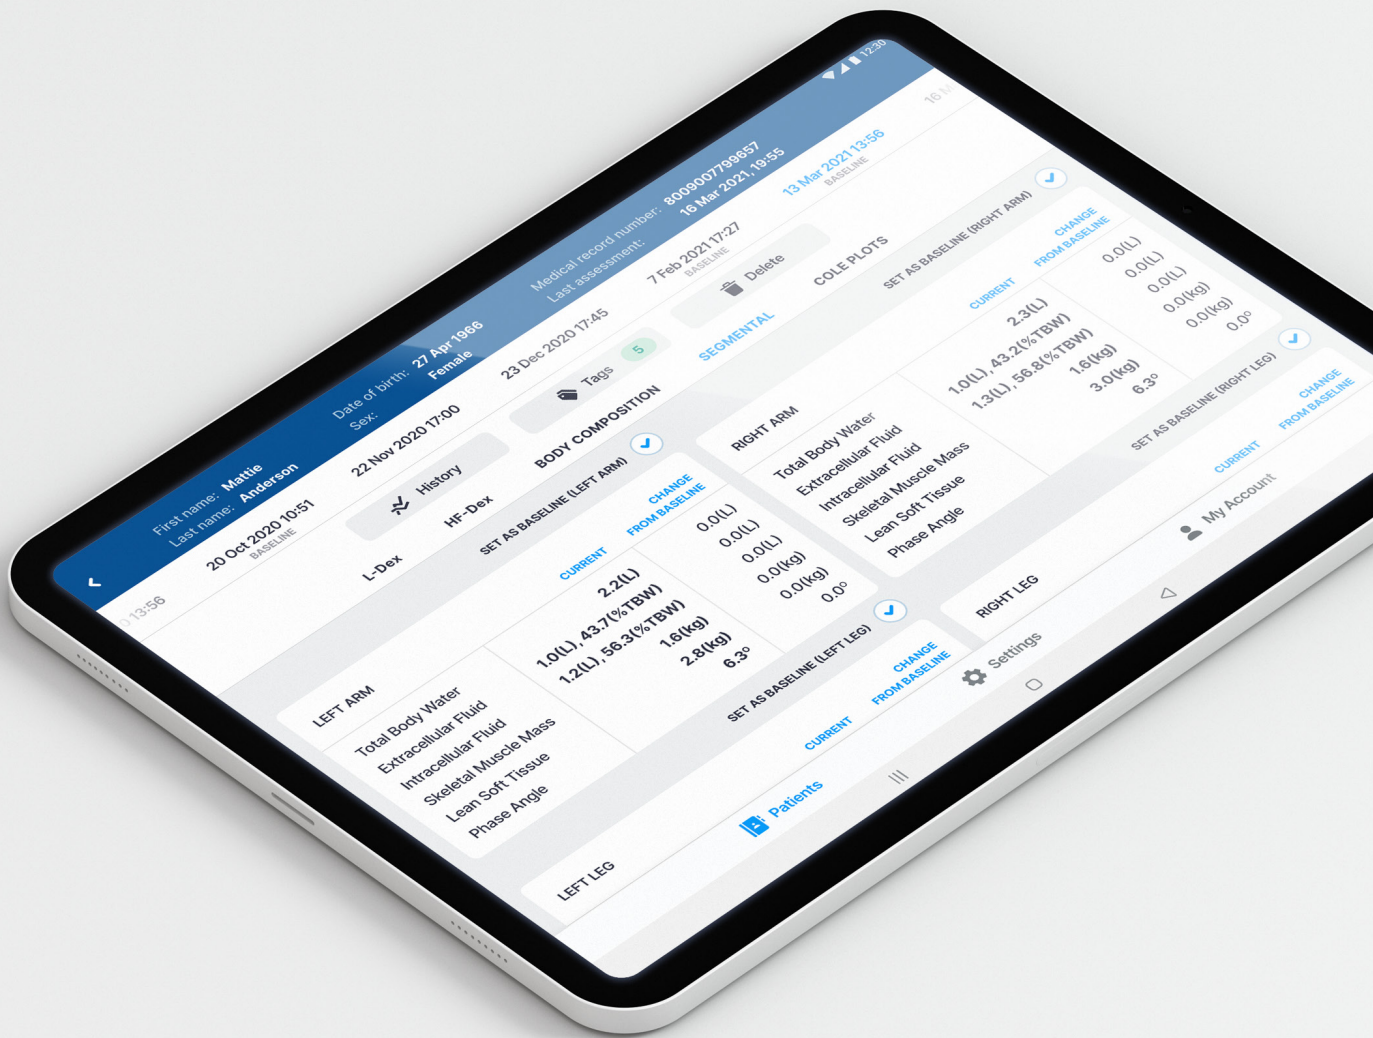 12:30
First name: Mattie
Last name: Anderson
Date of birth: 27 Apr 1966
Sex: Female
Medical record number: 8009007799657
Last assessment: 16 Mar 2021, 19:55
13:56
20 Oct 2020 10:51
BASELINE
22 Nov 2020 17:00
23 Dec 2020 17:45
7 Feb 2021 17:27
BASELINE
13 Mar 2021 13:56
BASELINE
16
History
Tags 5
Delete
L-Dex
HF-Dex
BODY COMPOSITION
SEGMENTAL
COLE PLOTS
SET AS BASELINE (LEFT ARM)
LEFT ARM
CURRENT
CHANGE
FROM BASELINE
Total Body Water 2.2(L) 0.0(L)
Extracellular Fluid 1.0(L), 43.7(%TBW) 0.0(L)
Intracellular Fluid 1.2(L), 56.3(%TBW) 0.0(L)
Skeletal Muscle Mass 1.6(kg) 0.0(kg)
Lean Soft Tissue 2.8(kg) 0.0(kg)
Phase Angle 6.3º 0.0º
SET AS BASELINE (RIGHT ARM)
RIGHT ARM
CURRENT
CHANGE
FROM BASELINE
Total Body Water 2.3(L) 0.0(L)
Extracellular Fluid 1.0(L), 43.2(%TBW) 0.0(L)
Intracellular Fluid 1.3(L), 56.8(%TBW) 0.0(L)
Skeletal Muscle Mass 1.6(kg) 0.0(kg)
Lean Soft Tissue 3.0(kg) 0.0(kg)
Phase Angle 6.3º 0.0º
SET AS BASELINE (LEFT LEG)
LEFT LEG
CURRENT
CHANGE
FROM BASELINE
SET AS BASELINE (RIGHT LEG)
RIGHT LEG
CURRENT
CHANGE
FROM BASELINE
Patients
Settings
My Account